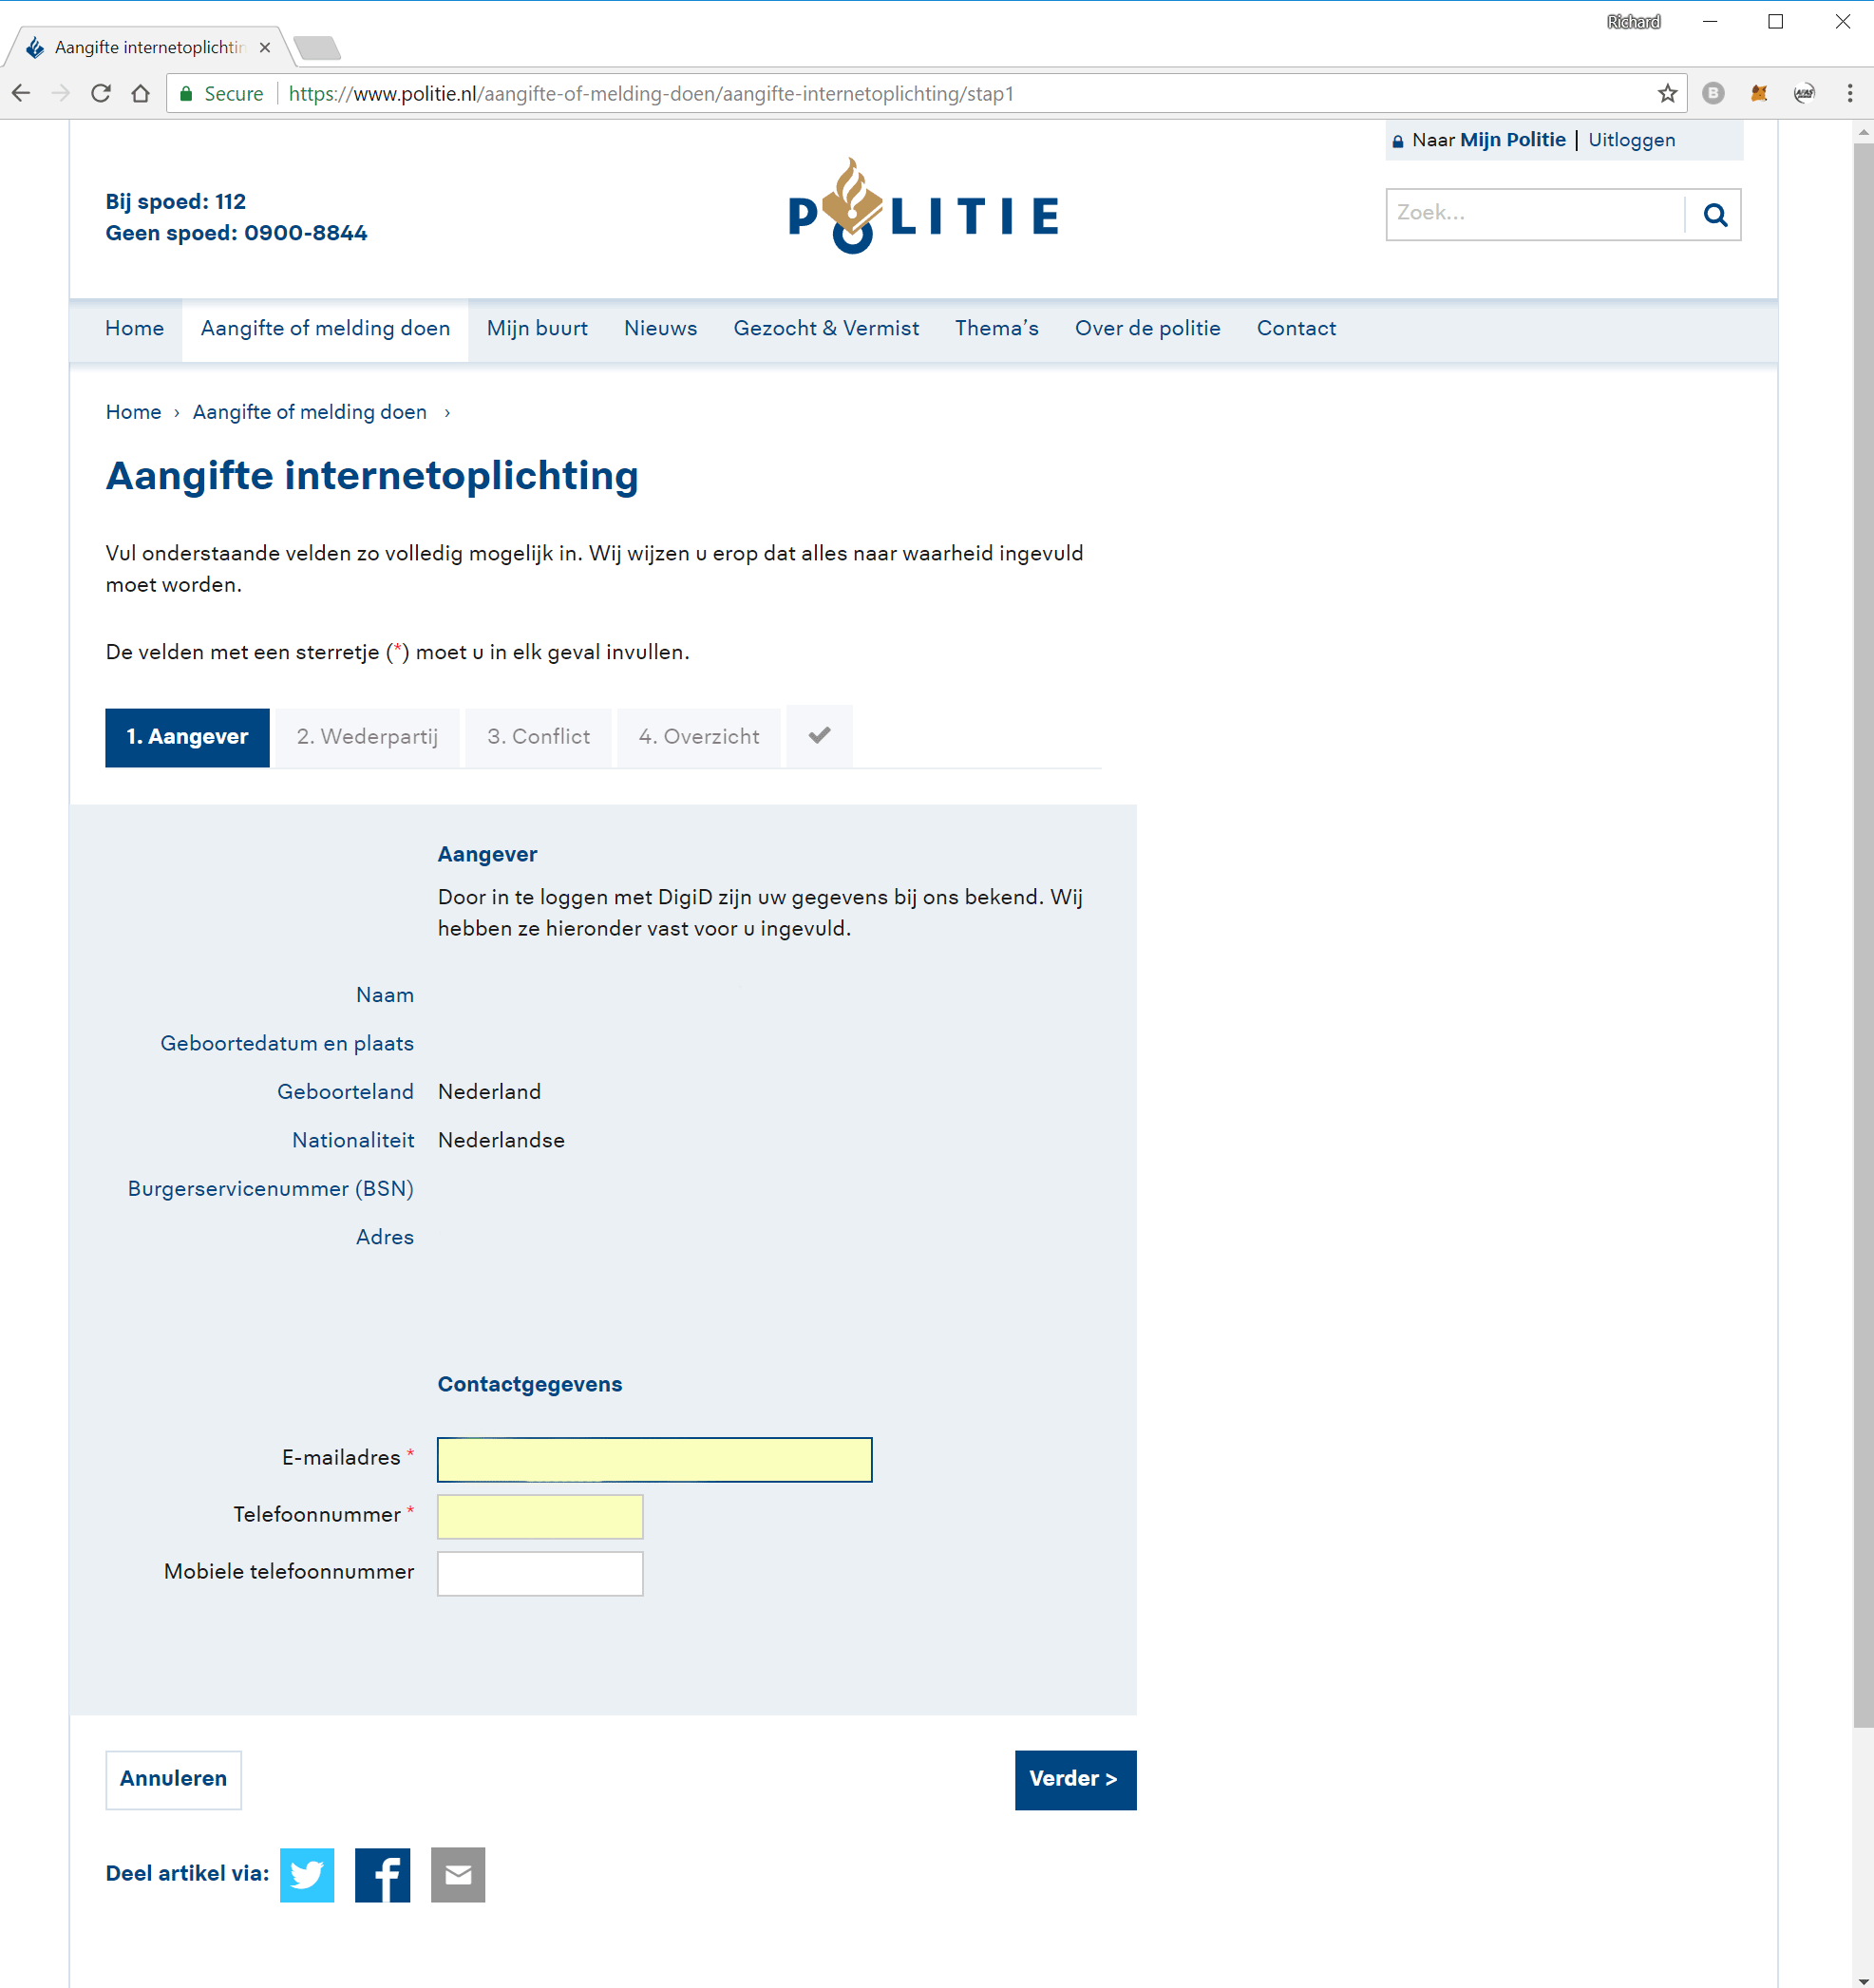 Richard
Aangifte internetoplichtin
Secure https://www.politie.nl/aangifte-of-melding-doen/aangifte-internetoplichting/stap1
Naar Mijn Politie | Uitloggen
Bij spoed: 112
Geen spoed: 0900-8844
POLITIE
Zoek...
Home Aangifte of melding doen Mijn buurt Nieuws Gezocht & Vermist Thema’s Over de politie Contact
Home › Aangifte of melding doen ›
Aangifte internetoplichting
Vul onderstaande velden zo volledig mogelijk in. Wij wijzen u erop dat alles naar waarheid ingevuld
moet worden.
De velden met een sterretje (*) moet u in elk geval invullen.
1. Aangever 2. Wederpartij 3. Conflict 4. Overzicht
Aangever
Door in te loggen met DigiD zijn uw gegevens bij ons bekend. Wij
hebben ze hieronder vast voor u ingevuld.
Naam
Geboortedatum en plaats
Geboorteland Nederland
Nationaliteit Nederlandse
Burgerservicenummer (BSN)
Adres
Contactgegevens
E-mailadres *
Telefoonnummer *
Mobiele telefoonnummer
Annuleren Verder >
Deel artikel via: